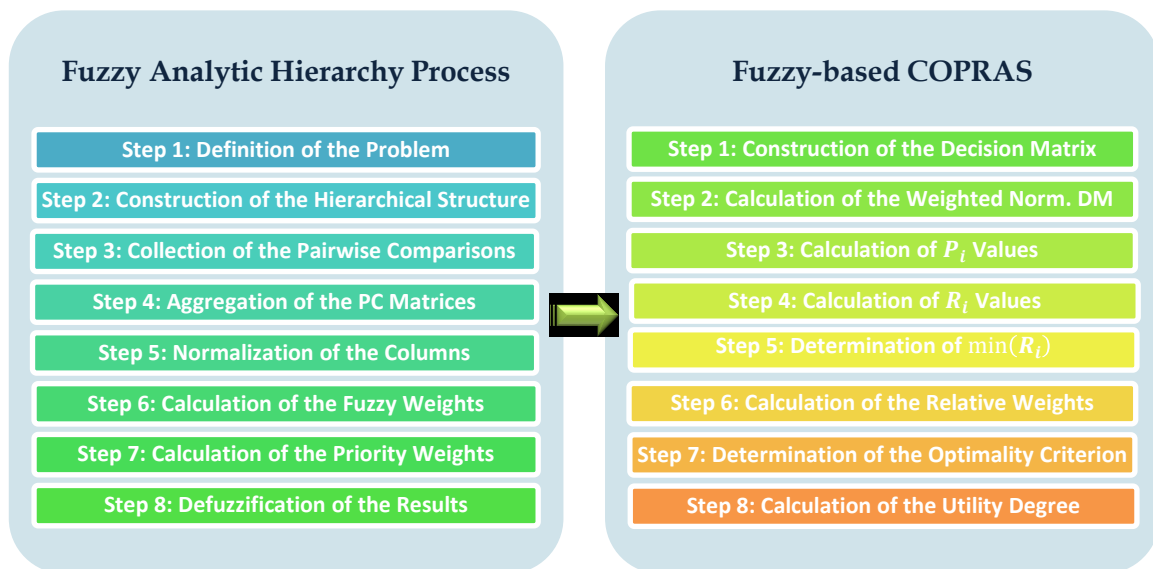 Fuzzy Analytic Hierarchy Process
Step 1: Definition of the Problem
Step 2: Construction of the Hierarchical Structure
Step 3: Collection of the Pairwise Comparisons
Step 4: Aggregation of the PC Matrices
Step 5: Normalization of the Columns
Step 6: Calculation of the Fuzzy Weights
Step 7: Calculation of the Priority Weights
Step 8: Defuzzification of the Results
Fuzzy-based COPRAS
Step 1: Construction of the Decision Matrix
Step 2: Calculation of the Weighted Norm. DM
Step 3: Calculation of P_i Values
Step 4: Calculation of R_i Values
Step 5: Determination of min(R_i)
Step 6: Calculation of the Relative Weights
Step 7: Determination of the Optimality Criterion
Step 8: Calculation of the Utility Degree